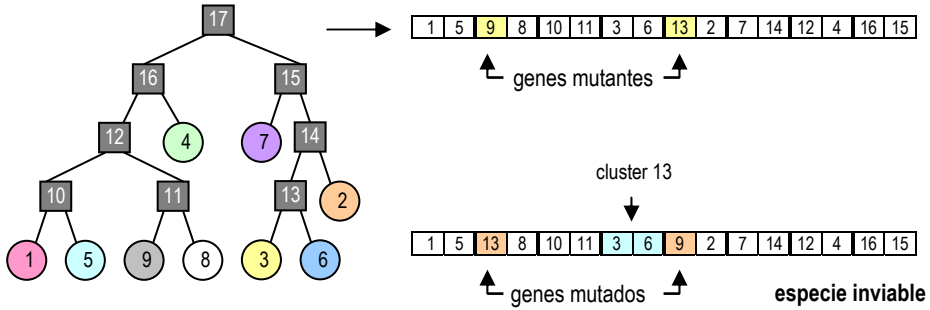 17
1 5 9 8 10 11 3 6 13 2 7 14 12 4 16 15
genes mutantes
16 15
12 4 7 14
cluster 13
10 11 13 2
1 5 13 8 10 11 3 6 9 2 7 14 12 4 16 15
1 5 9 8 3 6
genes mutados
especie inviable